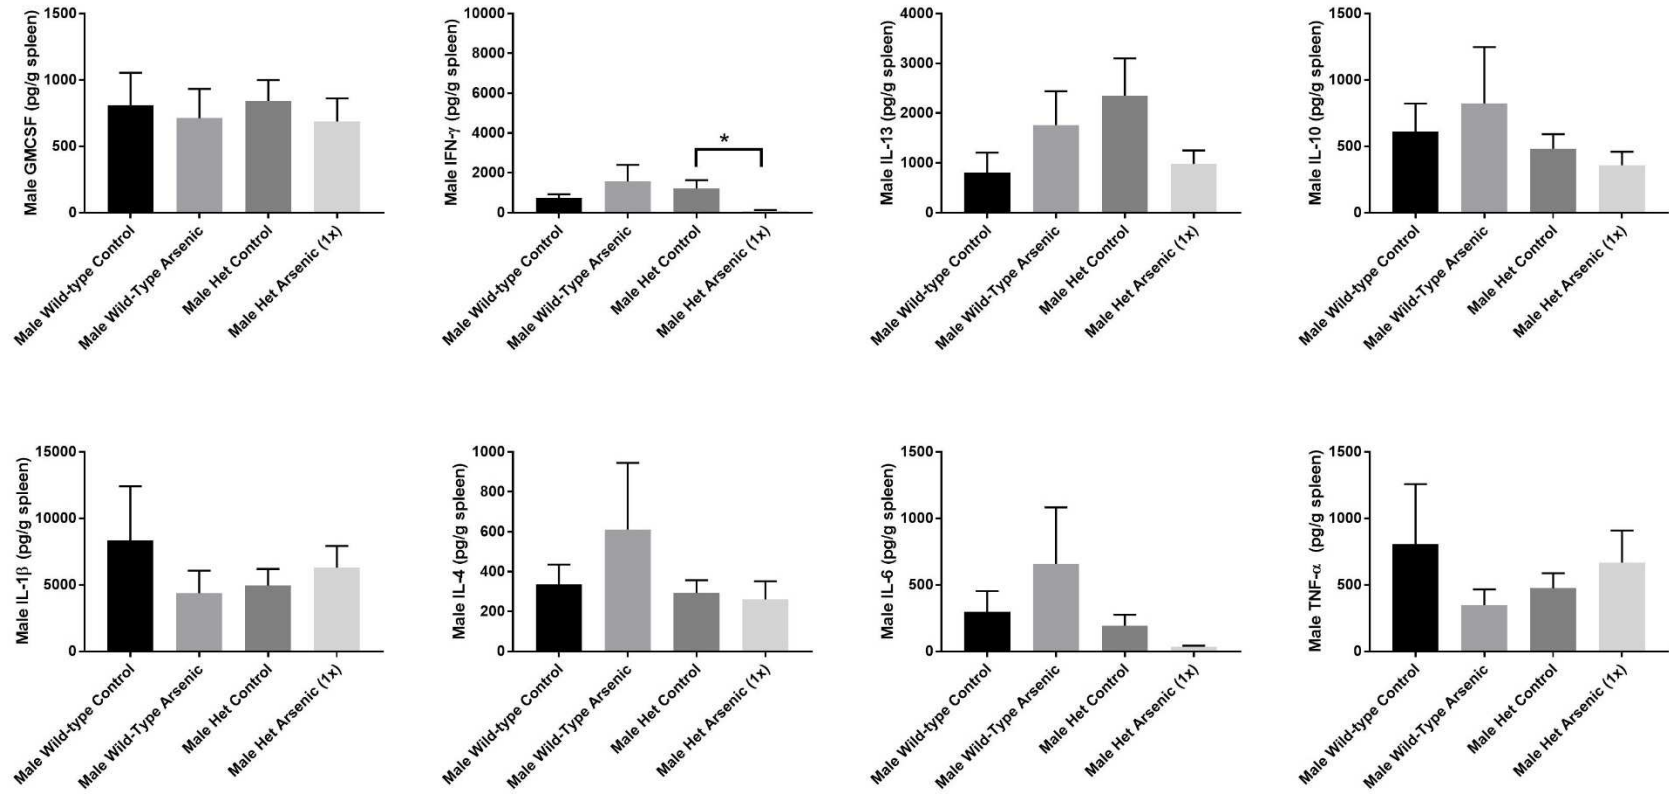 Male GMCSF (pg/g spleen)
1500
1000
500
0
Male Wild-type Control
Male Wild-Type Arsenic
Male Het Control
Male Het Arsenic (1x)
Male IFN-γ (pg/g spleen)
10000
8000
6000
4000
2000
0
*
Male Wild-type Control
Male Wild-Type Arsenic
Male Het Control
Male Het Arsenic (1x)
Male IL-13 (pg/g spleen)
4000
3000
2000
1000
0
Male Wild-type Control
Male Wild-Type Arsenic
Male Het Control
Male Het Arsenic (1x)
Male IL-10 (pg/g spleen)
1500
1000
500
0
Male Wild-type Control
Male Wild-Type Arsenic
Male Het Control
Male Het Arsenic (1x)
Male IL-1β (pg/g spleen)
15000
10000
5000
0
Male Wild-type Control
Male Wild-Type Arsenic
Male Het Control
Male Het Arsenic (1x)
Male IL-4 (pg/g spleen)
1000
800
600
400
200
0
Male Wild-type Control
Male Wild-Type Arsenic
Male Het Control
Male Het Arsenic (1x)
Male IL-6 (pg/g spleen)
1500
1000
500
0
Male Wild-type Control
Male Wild-Type Arsenic
Male Het Control
Male Het Arsenic (1x)
Male TNF-α (pg/g spleen)
1500
1000
500
0
Male Wild-type Control
Male Wild-Type Arsenic
Male Het Control
Male Het Arsenic (1x)